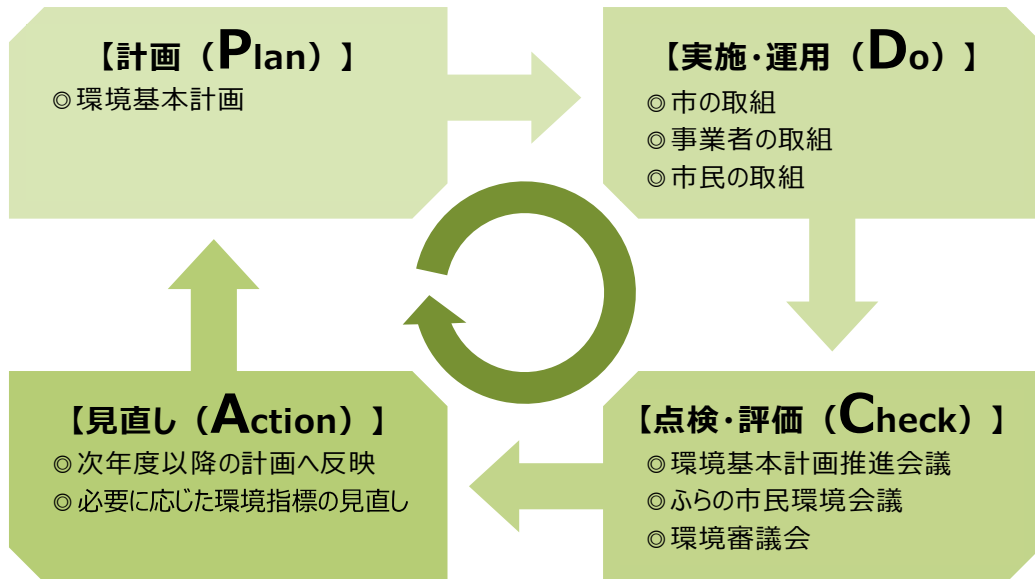 【計画（Plan）】
◎環境基本計画
【実施・運用（Do）】
◎市の取組
◎事業者の取組
◎市民の取組
【点検・評価（Check）】
◎環境基本計画推進会議
◎ふらの市民環境会議
◎環境審議会
【見直し（Action）】
◎次年度以降の計画へ反映
◎必要に応じた環境指標の見直し